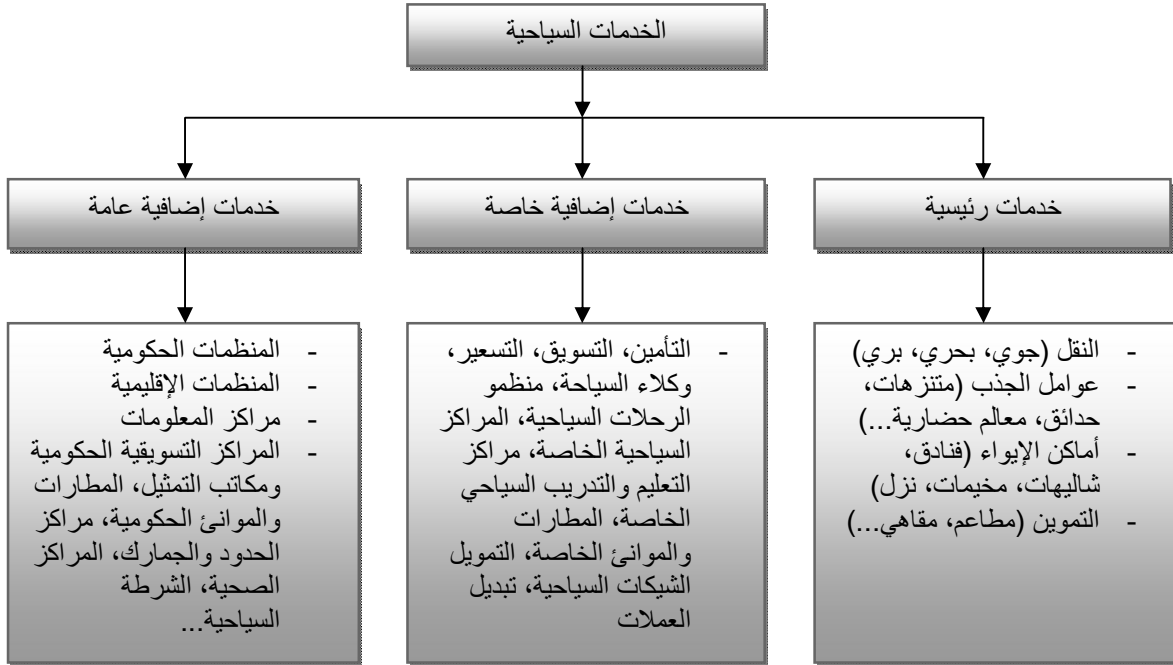 الخدمات السياحية
خدمات رئيسية
خدمات إضافية خاصة
خدمات إضافية عامة
- النقل (جوي، بحري، بري)
- عوامل الجذب (متنزهات،
حدائق، معالم حضارية...)
- أماكن الإيواء (فنادق،
شاليهات، مخيمات، نزل)
- التموين (مطاعم، مقاهي...)
- التأمين، التسويق، التسعير،
وكلاء السياحة، منظمو
الرحلات السياحية، المراكز
السياحية الخاصة، مراكز
التعليم والتدريب السياحي
الخاصة، المطارات
والموانئ الخاصة، التمويل
الشيكات السياحية، تبديل
العملات
- المنظمات الحكومية
- المنظمات الإقليمية
- مراكز المعلومات
- المراكز التسويقية الحكومية
ومكاتب التمثيل، المطارات
والموانئ الحكومية، مراكز
الحدود والجمارك، المراكز
الصحية، الشرطة
السياحية...